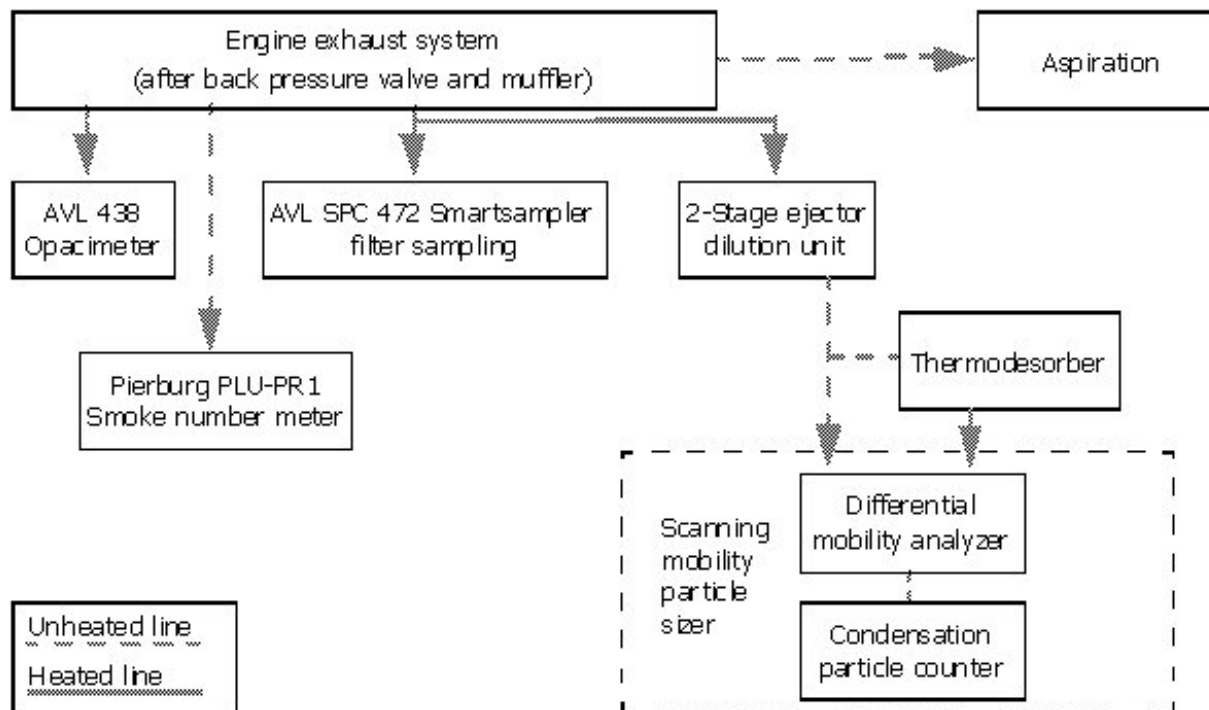 Engine exhaust system
(after back pressure valve and muffler)
Aspiration
AVL 438
Opacimeter
AVL SPC 472 Smartsampler
filter sampling
2-Stage ejector
dilution unit
Pierburg PLU-PR1
Smoke number meter
Thermodesorber
Scanning
mobility
particle
sizer
Differential
mobility analyzer
Condensation
particle counter
Unheated line
Heated line